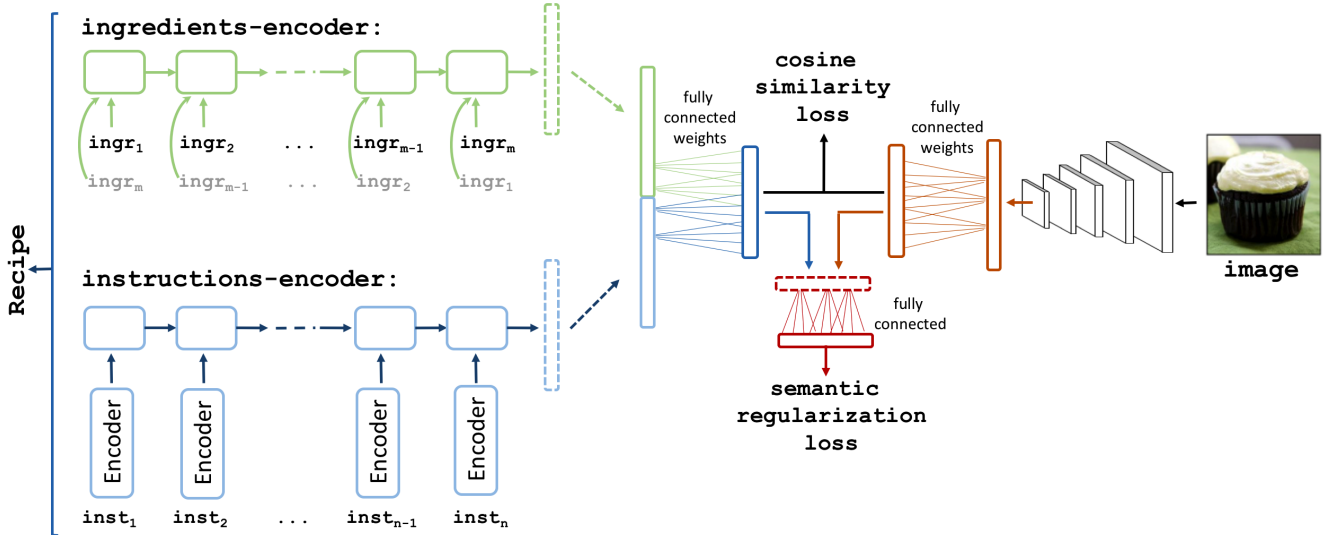 Recipe
ingredients-encoder:
ingr₁ ingr₂ ... ingrₘ₋₁ ingrₘ
ingrₘ ingrₘ₋₁ ... ingr₂ ingr₁
instructions-encoder:
Encoder
Encoder
Encoder
Encoder
inst₁ inst₂ ... instₙ₋₁ instₙ
fully
connected
weights
cosine
similarity
loss
fully
connected
weights
fully
connected
semantic
regularization
loss
image